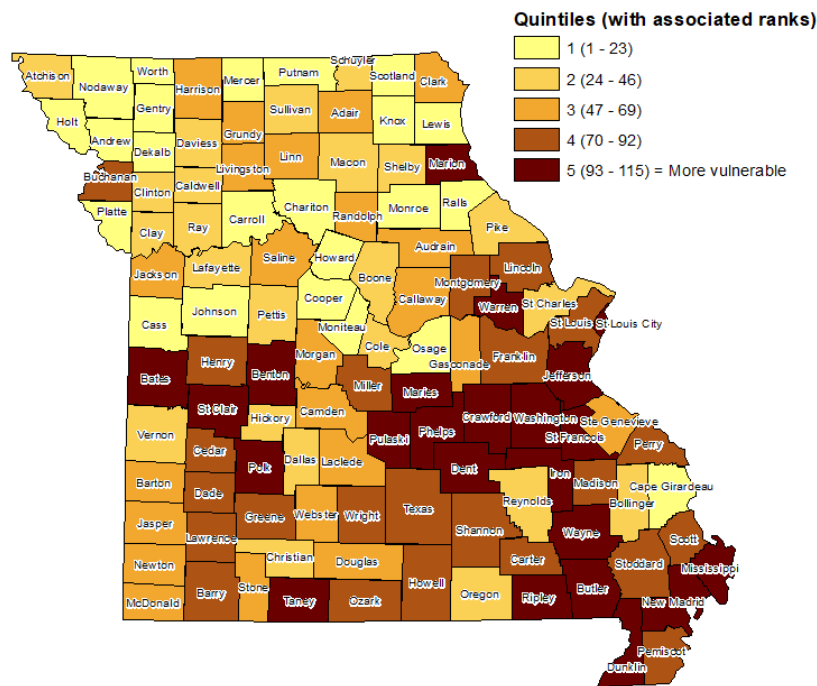 Quintiles (with associated ranks)
1 (1 - 23)
2 (24 - 46)
3 (47 - 69)
4 (70 - 92)
5 (93 - 115) = More vulnerable
Atchison
Nodaway
Worth
Harrison
Mercer
Putnam
Schuyler
Scotland
Clark
Holt
Gentry
Sullivan
Adair
Knox
Lewis
Andrew
Dekalb
Daviess
Grundy
Linn
Macon
Shelby
Marion
Buchanan
Clinton
Caldwell
Livingston
Chariton
Randolph
Monroe
Ralls
Pike
Platte
Clay
Ray
Carroll
Audrain
Jackson
Lafayette
Saline
Howard
Boone
Callaway
Montgomery
Lincoln
Warren
St Charles
St Louis
St Louis City
Cass
Johnson
Pettis
Cooper
Moniteau
Cole
Osage
Gasconade
Franklin
Jefferson
Bates
Henry
Benton
Morgan
Miller
Maries
St Clair
Hickory
Camden
Pulaski
Phelps
Crawford
Washington
Ste Genevieve
St Francois
Perry
Vernon
Cedar
Polk
Dallas
Laclede
Dent
Iron
Madison
Cape Girardeau
Bollinger
Barton
Dade
Greene
Webster
Wright
Texas
Shannon
Reynolds
Wayne
Jasper
Lawrence
Christian
Douglas
Carter
Stoddard
Scott
Mississippi
Newton
McDonald
Barry
Stone
Taney
Ozark
Howell
Oregon
Ripley
Butler
New Madrid
Pemiscot
Dunklin